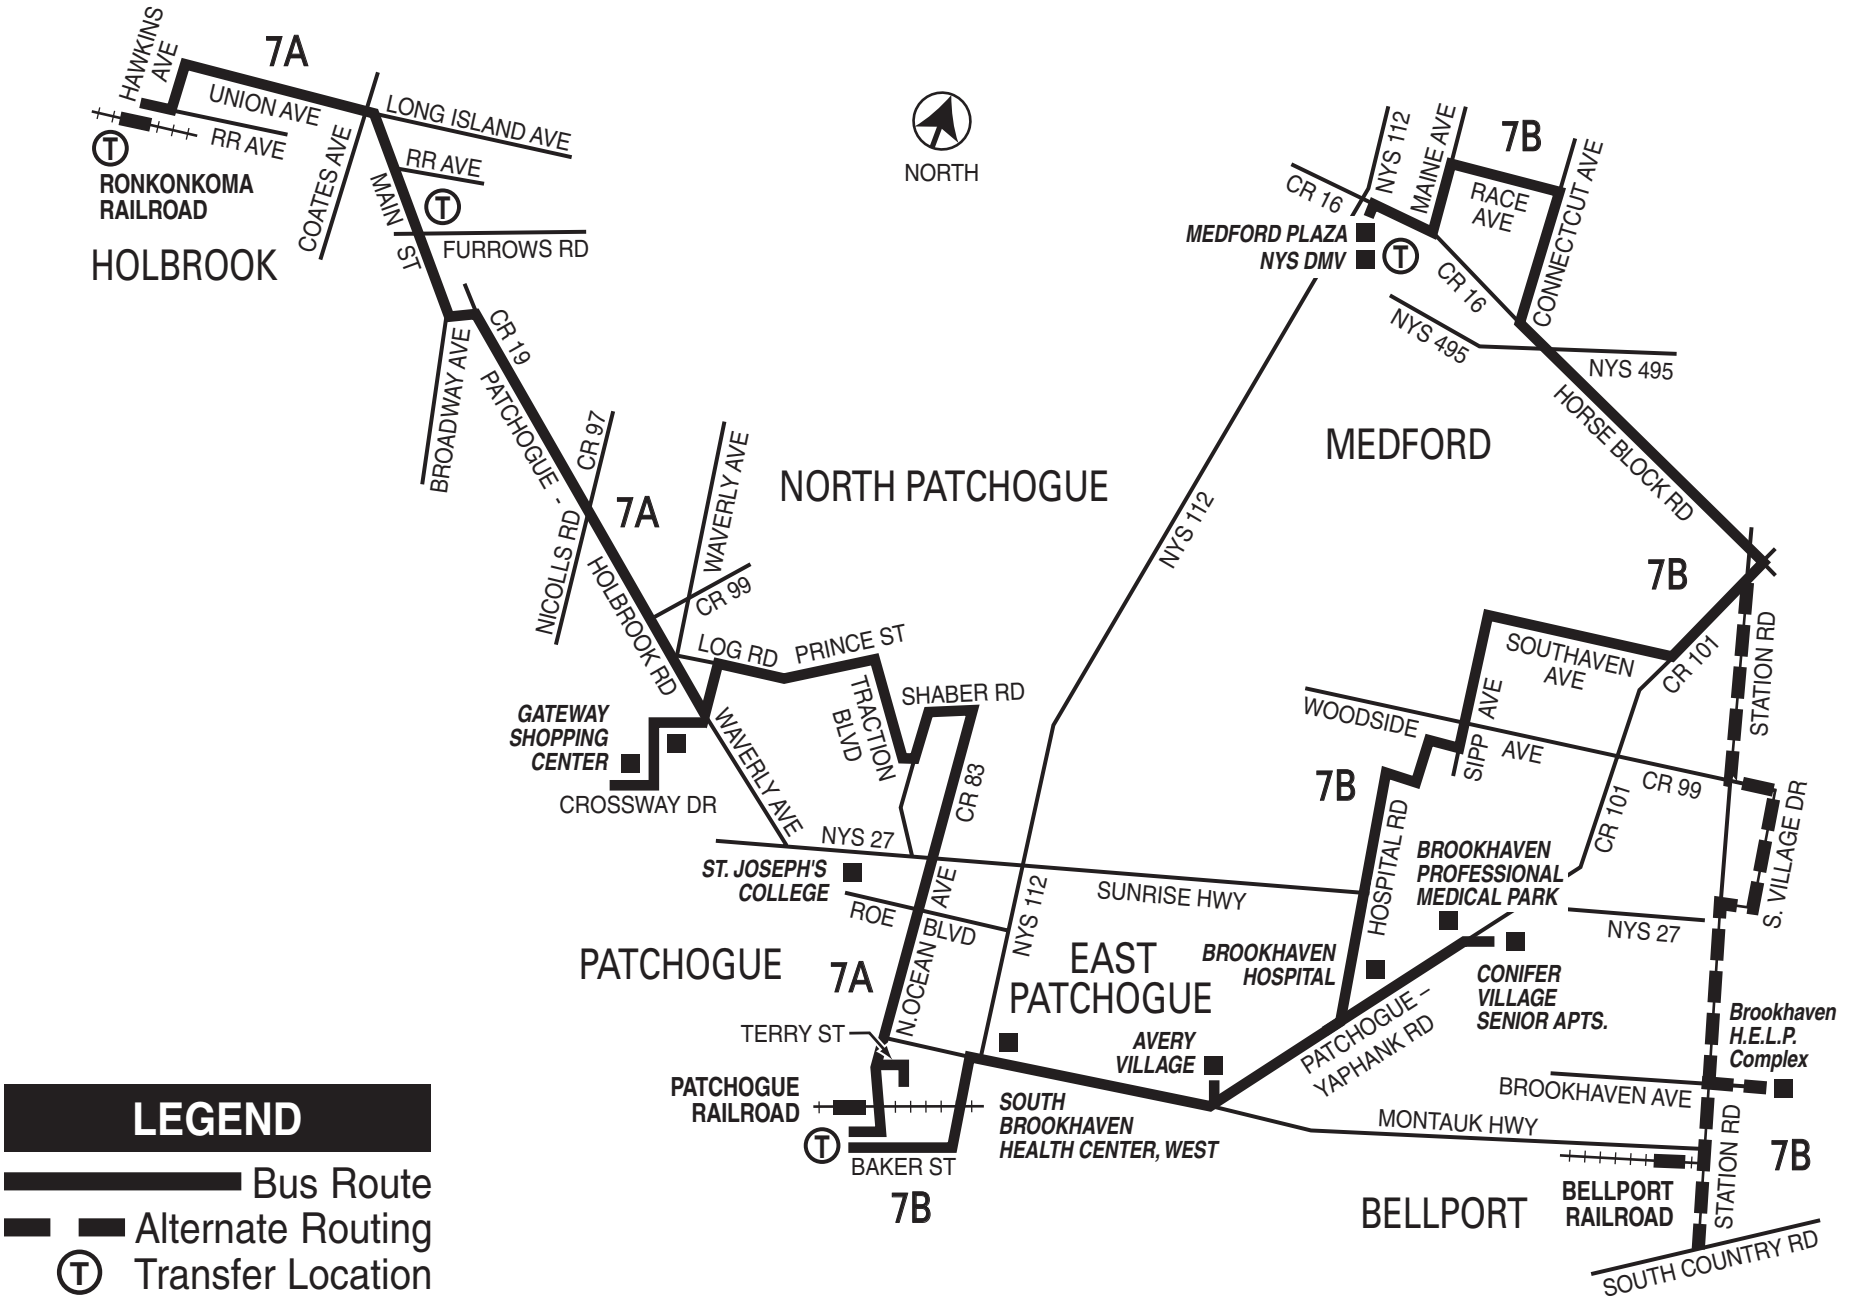 HAWKINS
AVE
7A
UNION AVE
LONG ISLAND AVE
RR AVE
COATES AVE
RR AVE
T
T
RONKONKOMA
RAILROAD
MAIN
ST
FURROWS RD
HOLBROOK
NORTH
NYS 112
MAINE AVE
7B
CONNECTCUT AVE
CR 16
RACE
AVE
MEDFORD PLAZA
NYS DMV
T
CR 16
NYS 495
NYS 495
CR 19
BROADWAY AVE
PATCHOGUE -
HOLBROOK RD
CR 97
NICOLLS RD
7A
WAVERLY AVE
CR 99
NORTH PATCHOGUE
MEDFORD
HORSE BLOCK RD
NYS 112
7B
LOG RD
PRINCE ST
TRACTION
BLVD
SHABER RD
SOUTHAVEN
AVE
CR 101
STATION RD
GATEWAY
SHOPPING
CENTER
WAVERLY AVE
CROSSWAY DR
CR 83
WOODSIDE
AVE
SIPP
AVE
7B
CR 99
CR 101
S. VILLAGE DR
NYS 27
ST. JOSEPH'S
COLLEGE
ROE
BLVD
N.OCEAN
AVE
NYS 112
SUNRISE HWY
HOSPITAL RD
BROOKHAVEN
PROFESSIONAL
MEDICAL PARK
NYS 27
PATCHOGUE
7A
EAST
PATCHOGUE
BROOKHAVEN
HOSPITAL
CONIFER
VILLAGE
SENIOR APTS.
Brookhaven
H.E.L.P.
Complex
TERRY ST
AVERY
VILLAGE
PATCHOGUE –
YAPHANK RD
PATCHOGUE
RAILROAD
T
BAKER ST
7B
SOUTH
BROOKHAVEN
HEALTH CENTER, WEST
BROOKHAVEN AVE
MONTAUK HWY
STATION RD
7B
BELLPORT
BELLPORT
RAILROAD
SOUTH COUNTRY RD
LEGEND
Bus Route
Alternate Routing
T Transfer Location